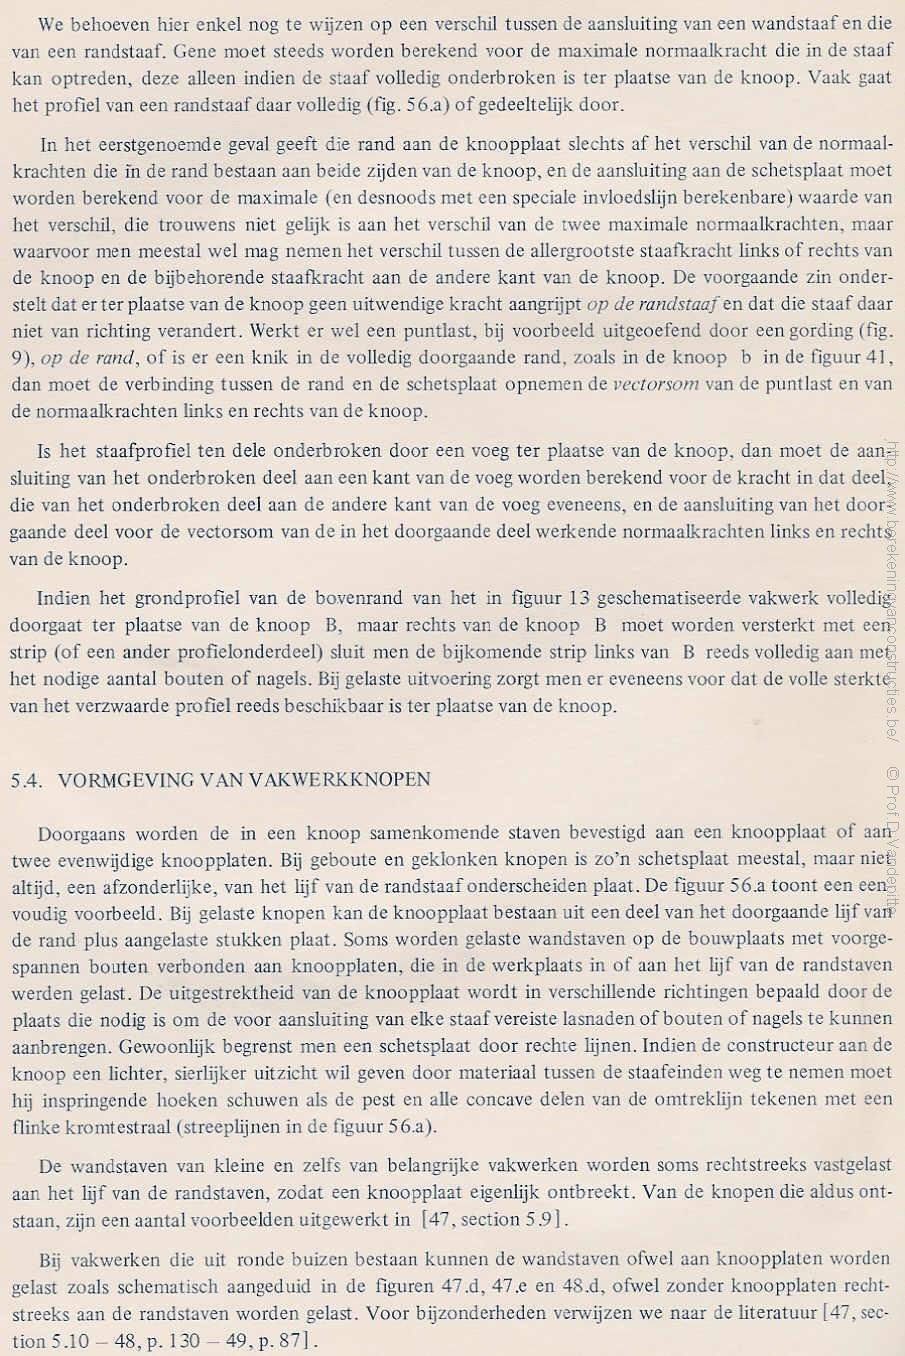 We behoeven hier enkel nog te wijzen op een verschil tussen de aansluiting van een wandstaaf en die
van een randstaaf. Gene moet steeds worden berekend voor de maximale normaalkracht die in de staaf
kan optreden, deze alleen indien de staaf volledig onderbroken is ter plaatse van de knoop. Vaak gaat
het profiel van een randstaaf daar volledig (fig. 56.a) of gedeeltelijk door.
In het eerstgenoemde geval geeft die rand aan de knoopplaat slechts af het verschil van de normaal-
krachten die in de rand bestaan aan beide zijden van de knoop, en de aansluiting aan de schetsplaat moet
worden berekend voor de maximale (en desnoods met een speciale invloedslijn berekenbare) waarde van
het verschil, die trouwens niet gelijk is aan het verschil van de twee maximale normaalkrachten, maar
waarvoor men meestal wel mag nemen het verschil tussen de allergrootste staafkracht links of rechts van
de knoop en de bijbehorende staafkracht aan de andere kant van de knoop. De voorgaande zin onder-
stelt dat er ter plaatse van de knoop geen uitwendige kracht aangrijpt op de randstaaf en dat die staaf daar
niet van richting verandert. Werkt er wel een puntlast, bij voorbeeld uitgeoefend door een gording (fig.
9), op de rand, of is er een knik in de volledig doorgaande rand, zoals in de knoop b in de figuur 41,
dan moet de verbinding tussen de rand en de schetsplaat opnemen de vectorsom van de puntlast en van
de normaalkrachten links en rechts van de knoop.
Is het staafprofiel ten dele onderbroken door een voeg ter plaatse van de knoop, dan moet de aan-
sluiting van het onderbroken deel aan een kant van de voeg worden berekend voor de kracht in dat deel,
die van het onderbroken deel aan de andere kant van de voeg eveneens, en de aansluiting van het door-
gaande deel voor de vectorsom van de in het doorgaande deel werkende normaalkrachten links en rechts
van de knoop.
Indien het grondprofiel van de bovenrand van het in figuur 13 geschematiseerde vakwerk volledig
doorgaat ter plaatse van de knoop B, maar rechts van de knoop B moet worden versterkt met een
strip (of een ander profielonderdeel) sluit men de bijkomende strip links van B reeds volledig aan met
het nodige aantal bouten of nagels. Bij gelaste uitvoering zorgt men er eveneens voor dat de volle sterkte
van het verzwaarde profiel reeds beschikbaar is ter plaatse van de knoop.
5.4. VORMGEVING VAN VAKWERKKNOPEN
Doorgaans worden de in een knoop samenkomende staven bevestigd aan een knoopplaat of aan
twee evenwijdige knoopplaten. Bij geboute en geklonken knopen is zo'n schetsplaat meestal, maar niet
altijd, een afzonderlijke, van het lijf van de randstaaf onderscheiden plaat. De figuur 56.a toont een een-
voudig voorbeeld. Bij gelaste knopen kan de knoopplaat bestaan uit een deel van het doorgaande lijf van
de rand plus aangelaste stukken plaat. Soms worden gelaste wandstaven op de bouwplaats met voorge-
spannen bouten verbonden aan knoopplaten, die in de werkplaats in of aan het lijf van de randstaven
werden gelast. De uitgestrektheid van de knoopplaat wordt in verschillende richtingen bepaald door de
plaats die nodig is om de voor aansluiting van elke staaf vereiste lasnaden of bouten of nagels te kunnen
aanbrengen. Gewoonlijk begrenst men een schetsplaat door rechte lijnen. Indien de constructeur aan de
knoop een lichter, sierlijker uitzicht wil geven door materiaal tussen de staafeinden weg te nemen moet
hij inspringende hoeken schuwen als de pest en alle concave delen van de omtreklijn tekenen met een
flinke kromtestraal (streeplijnen in de figuur 56.a).
De wandstaven van kleine en zelfs van belangrijke vakwerken worden soms rechtstreeks vastgelast
aan het lijf van de randstaven, zodat een knoopplaat eigenlijk ontbreekt. Van de knopen die aldus ont-
staan, zijn een aantal voorbeelden uitgewerkt in [47, section 5.9].
Bij vakwerken die uit ronde buizen bestaan kunnen de wandstaven ofwel aan knoopplaten worden
gelast zoals schematisch aangeduid in de figuren 47.d, 47.e en 48.d, ofwel zonder knoopplaten recht-
streeks aan de randstaven worden gelast. Voor bijzonderheden verwijzen we naar de literatuur [47, sec-
tion 5.10 – 48, p. 130 – 49, p. 87].
http://www.berekeningvanconstructies.be/ © Prof.D.Vandepitte